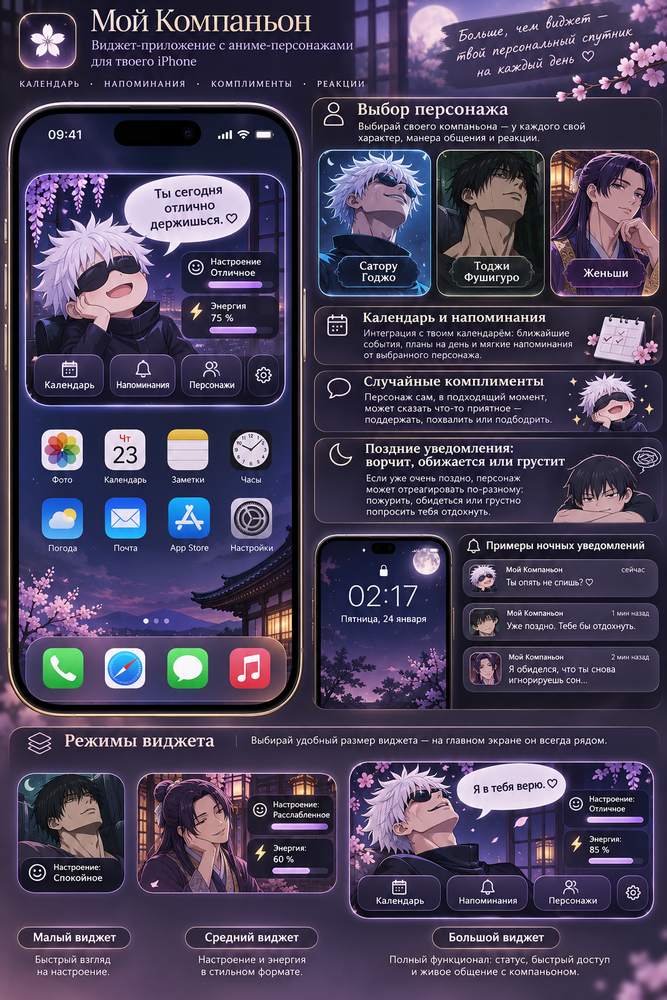 Мой Компаньон
Виджет-приложение с аниме-персонажами
для твоего iPhone
КАЛЕНДАРЬ · НАПОМИНАНИЯ · КОМПЛИМЕНТЫ · РЕАКЦИИ
Больше, чем виджет —
твой персональный спутник
на каждый день ♡
09:41
Ты сегодня
отлично
держишься. ♡
Настроение
Отличное
Энергия
75 %
Календарь
Напоминания
Персонажи
Фото
Чт
23
Календарь
Заметки
Часы
Погода
Почта
App Store
Настройки
Выбор персонажа
Выбирай своего компаньона — у каждого свой
характер, манера общения и реакции.
Сатору
Годжо
Тоджи
Фушигуро
Женьши
Календарь и напоминания
Интеграция с твоим календарём: ближайшие
события, планы на день и мягкие напоминания
от выбранного персонажа.
Случайные комплименты
Персонаж сам, в подходящий момент,
может сказать что-то приятное —
поддержать, похвалить или подбодрить.
Поздние уведомления:
ворчит, обижается или грустит
Если уже очень поздно, персонаж
может отреагировать по-разному:
пожурить, обидеться или грустно
попросить тебя отдохнуть.
02:17
Пятница, 24 января
Примеры ночных уведомлений
Мой Компаньон
сейчас
Ты опять не спишь? ♡
Мой Компаньон
1 мин назад
Уже поздно. Тебе бы отдохнуть.
Мой Компаньон
2 мин назад
Я обиделся, что ты снова
игнорируешь сон...
Режимы виджета
Выбирай удобный размер виджета — на главном экране он всегда рядом.
Настроение:
Спокойное
Настроение:
Расслабленное
Энергия:
60 %
Я в тебя верю. ♡
Настроение:
Отличное
Энергия:
85 %
Календарь
Напоминания
Персонажи
Малый виджет
Быстрый взгляд
на настроение.
Средний виджет
Настроение и энергия
в стильном формате.
Большой виджет
Полный функционал: статус, быстрый доступ
и живое общение с компаньоном.